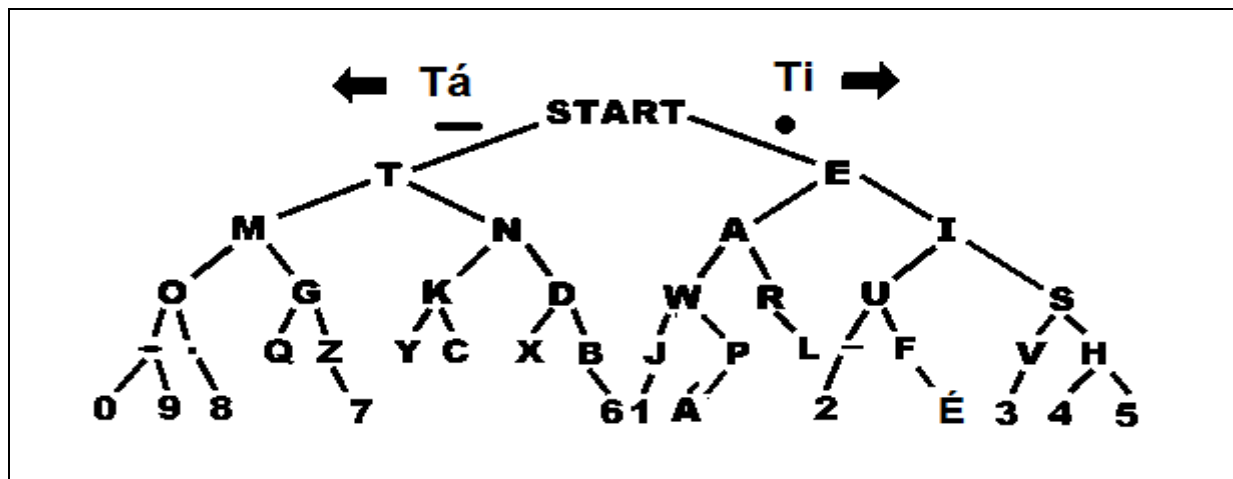 Tá Ti
START
— •
T E
M N A I
O G K D W R U S
- . Q Z Y C X B J P L - F V H
0 9 8 7 6 1 Á 2 É 3 4 5